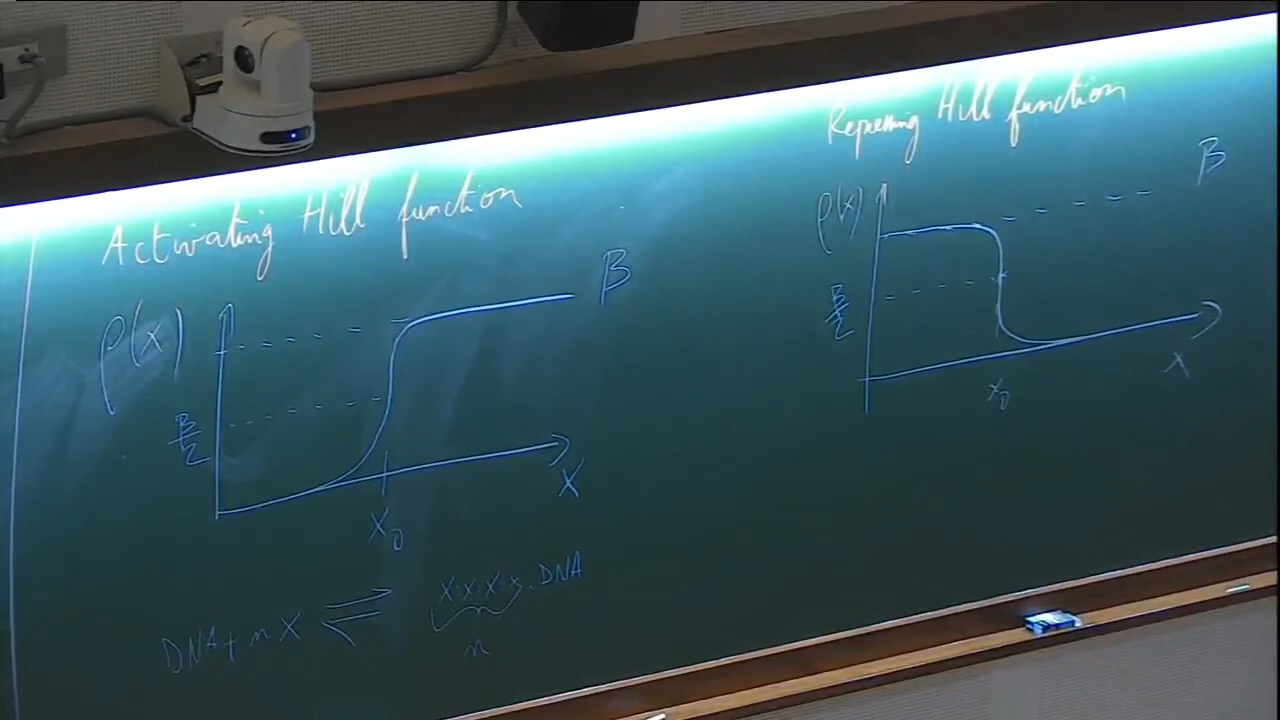 Activating Hill function
ρ(x)
β
β/2
X
x₀
DNA + n X ⇌ X·X·X·X·DNA
n
Repressing Hill function
ρ(x)
β
β/2
X
x₀